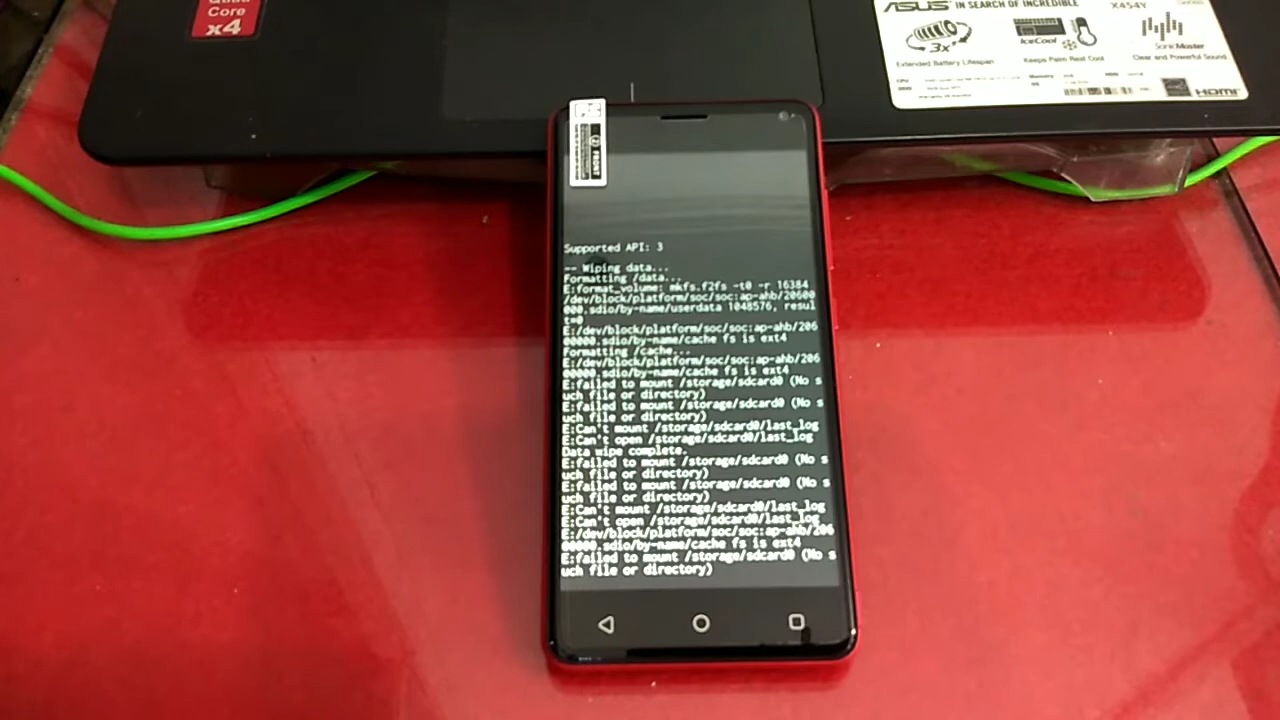 Quad
Core
x4
ASUS IN SEARCH OF INCREDIBLE
X454Y
3x
IceCool
SonicMaster
Extended Battery Lifespan
Keeps Palm Rest Cool
Clear and Powerful Sound
CPU
Memory
HDD
HDMI
FRONT
Supported API: 3
-- Wiping data...
Formatting /data...
E:format_volume: mkfs.f2fs -t0 -r 16384
/dev/block/platform/soc/soc:ap-ahb/20600
000.sdio/by-name/userdata 1048576, resul
t=0
E:/dev/block/platform/soc/soc:ap-ahb/206
00000.sdio/by-name/cache fs is ext4
Formatting /cache...
E:/dev/block/platform/soc/soc:ap-ahb/206
00000.sdio/by-name/cache fs is ext4
E:failed to mount /storage/sdcard0 (No s
uch file or directory)
E:failed to mount /storage/sdcard0 (No s
uch file or directory)
E:Can't mount /storage/sdcard0/last_log
E:Can't open /storage/sdcard0/last_log
Data wipe complete.
E:failed to mount /storage/sdcard0 (No s
uch file or directory)
E:failed to mount /storage/sdcard0 (No s
uch file or directory)
E:Can't mount /storage/sdcard0/last_log
E:Can't open /storage/sdcard0/last_log
E:/dev/block/platform/soc/soc:ap-ahb/206
00000.sdio/by-name/cache fs is ext4
E:failed to mount /storage/sdcard0 (No s
uch file or directory)